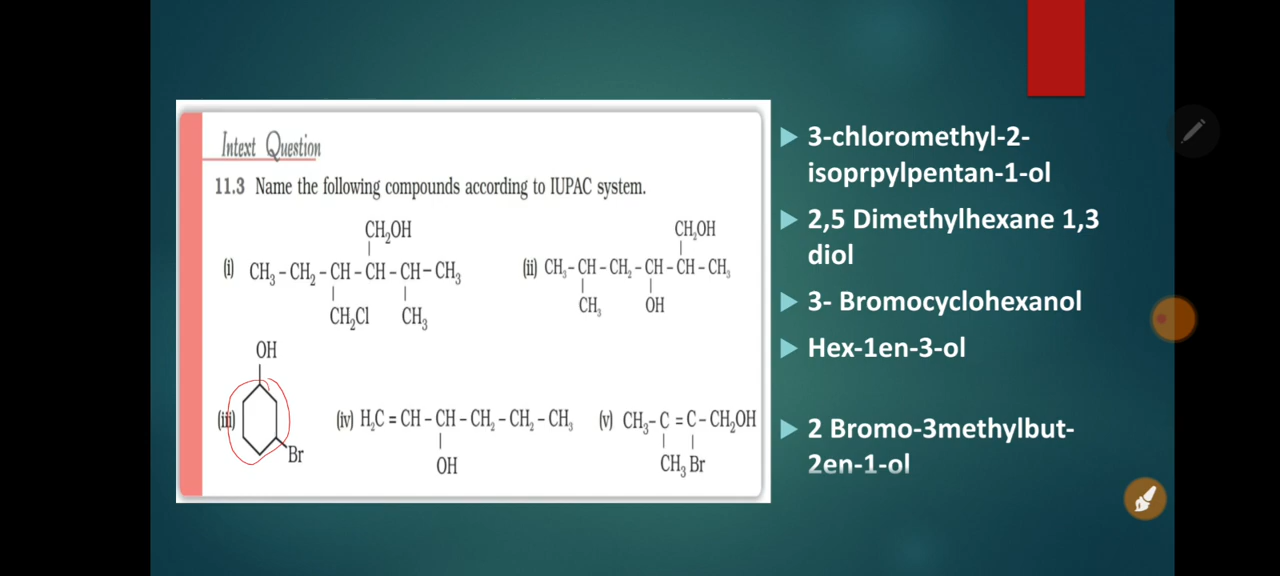 Intext Question
11.3 Name the following compounds according to IUPAC system.
CH₂OH
(i) CH₃ – CH₂ – CH – CH – CH – CH₃
CH₂Cl CH₃
CH₂OH
(ii) CH₃ – CH – CH₂ – CH – CH – CH₃
CH₃ OH
OH
(iii)
Br
(iv) H₂C = CH – CH – CH₂ – CH₂ – CH₃
OH
(v) CH₃ – C = C – CH₂OH
CH₃ Br
3-chloromethyl-2-
isoprpylpentan-1-ol
2,5 Dimethylhexane 1,3
diol
3- Bromocyclohexanol
Hex-1en-3-ol
2 Bromo-3methylbut-
2en-1-ol